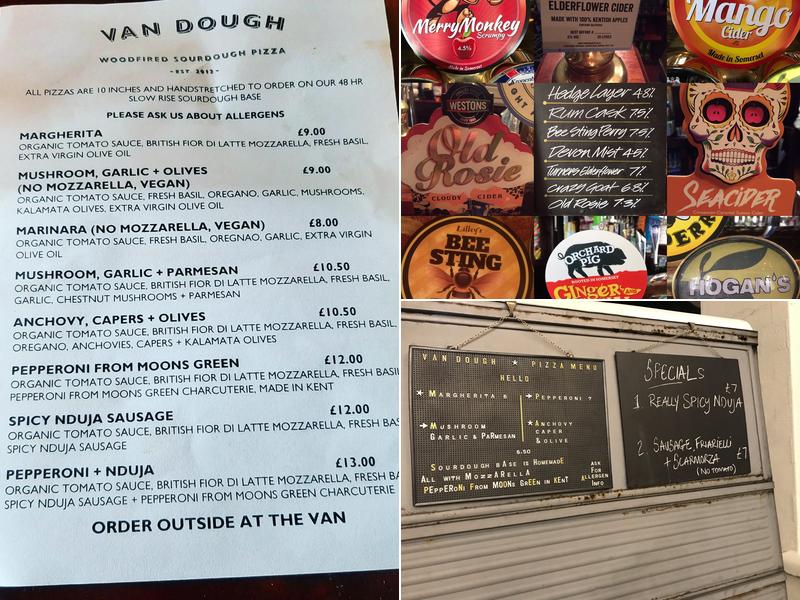 VAN DOUGH
WOODFIRED SOURDOUGH PIZZA
-EST 2012-
ALL PIZZAS ARE 10 INCHES AND HANDSTRETCHED TO ORDER ON OUR 48 HR
SLOW RISE SOURDOUGH BASE
PLEASE ASK US ABOUT ALLERGENS
MARGHERITA £9.00
ORGANIC TOMATO SAUCE, BRITISH FIOR DI LATTE MOZZARELLA, FRESH BASIL,
EXTRA VIRGIN OLIVE OIL
MUSHROOM, GARLIC + OLIVES £9.00
(NO MOZZARELLA, VEGAN)
ORGANIC TOMATO SAUCE, FRESH BASIL, OREGANO, GARLIC, MUSHROOMS,
KALAMATA OLIVES, EXTRA VIRGIN OLIVE OIL
MARINARA (NO MOZZARELLA, VEGAN) £8.00
ORGANIC TOMATO SAUCE, FRESH BASIL, OREGNAO, GARLIC, EXTRA VIRGIN
OLIVE OIL
MUSHROOM, GARLIC + PARMESAN £10.50
ORGANIC TOMATO SAUCE, BRITISH FIOR DI LATTE MOZZARELLA, FRESH BASIL,
GARLIC, CHESTNUT MUSHROOMS + PARMESAN
ANCHOVY, CAPERS + OLIVES £10.50
ORGANIC TOMATO SAUCE, BRITISH FIOR DI LATTE MOZZARELLA, FRESH BASIL,
OREGANO, ANCHOVIES, CAPERS + KALAMATA OLIVES
PEPPERONI FROM MOONS GREEN £12.00
ORGANIC TOMATO SAUCE, BRITISH FIOR DI LATTE MOZZARELLA, FRESH BASIL
PEPPERONI FROM MOONS GREEN CHARCUTERIE, MADE IN KENT
SPICY NDUJA SAUSAGE £12.00
ORGANIC TOMATO SAUCE, BRITISH FIOR DI LATTE MOZZARELLA, FRESH BAS
SPICY NDUJA SAUSAGE
PEPPERONI + NDUJA £13.00
ORGANIC TOMATO SAUCE, BRITISH FIOR DI LATTE MOZZARELLA, FRESH BAS
SPICY NDUJA SAUSAGE + PEPPERONI FROM MOONS GREEN CHARCUTERIE
ORDER OUTSIDE AT THE VAN
MerryMonkey
Scrumpy
4.5%
Made in Somerset
ELDERFLOWER CIDER
MADE WITH 100% KENTISH APPLES
Mango
Cider
Made in Somerset
WESTONS
Old
Rosie
CLOUDY CIDER
Hedge Layer 4.8%
Rum Cask 7.5%
Bee Sting Perry 7.5%
Devon Mist 4.5%
Turners Elderflower 7%
Crazy Goat 6.8%
Old Rosie 7.3%
SEACIDER
Lilley's
BEE
STING
ORCHARD
PIG
ROOTED IN SOMERSET
GINGER
HOGAN'S
VAN DOUGH ★ PIZZA MENU
HELLO
★ MARGHERITA 6
➔ PEPPERONI 7
➔ MUSHROOM
GARLIC & PARMESAN
★ ANCHOVY
CAPER
& OLIVE
6.50
SOURDOUGH BASE IS HOMEMADE
ALL WITH MOZZARELLA
PEPPERONI FROM MOONS GREEN IN KENT
ASK
FOR
ALLERGEN
INFO
SPECIALS
£7
1. REALLY SPICY NDUJA
2. SAUSAGE, FRIARIELLI
+ SCARMORZA £7
(NO TOMATO)